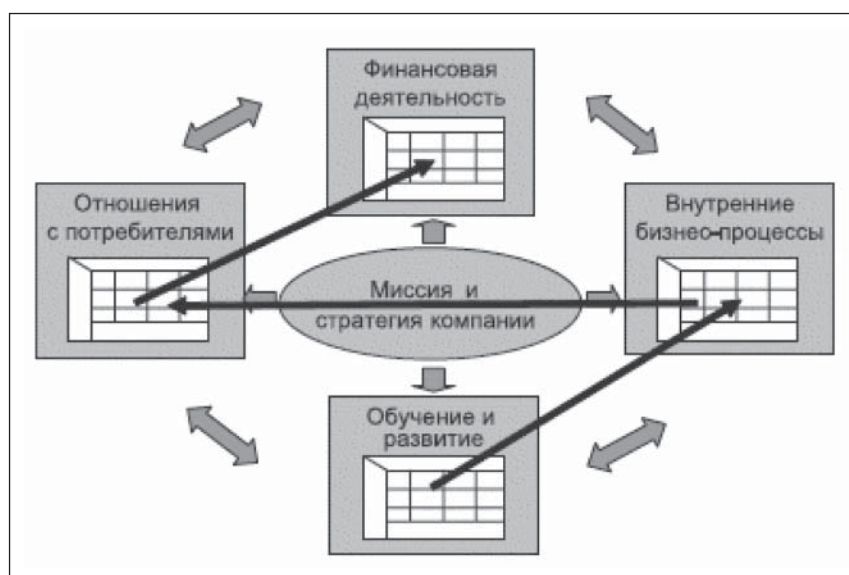 Финансовая
деятельность
Отношения
с потребителями
Внутренние
бизнес-процессы
Миссия и
стратегия компании
Обучение и
развитие